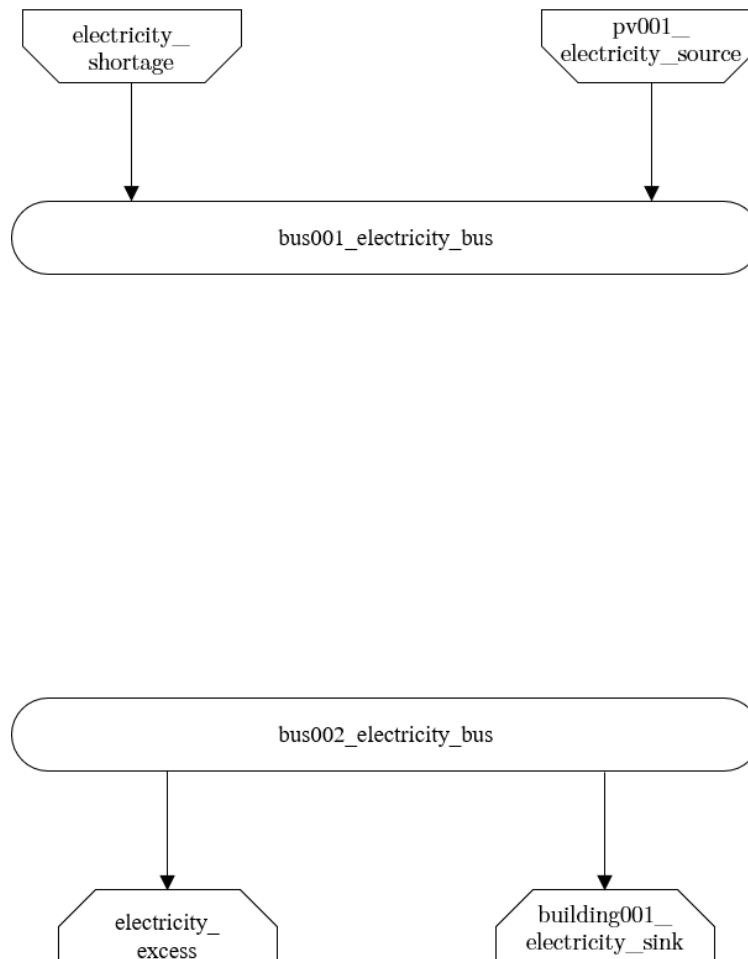 electricity_
shortage
pv001_
electricity_source
bus001_electricity_bus
bus002_electricity_bus
electricity_
excess
building001_
electricity_sink